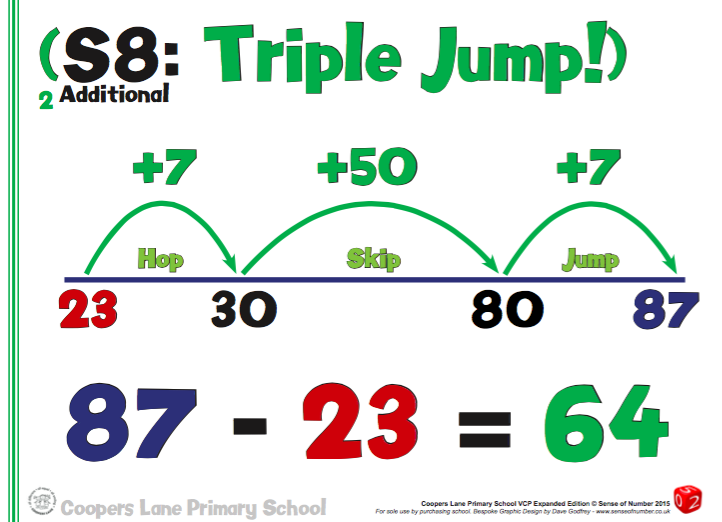 (S8: Triple Jump!)
2 Additional
+7 +50 +7
Hop Skip Jump
23 30 80 87
87 - 23 = 64
Coopers Lane Primary School
Coopers Lane Primary School VCP Expanded Edition © Sense of Number 2015
For sole use by purchasing school. Bespoke Graphic Design by Dave Godfrey - www.senseofnumber.co.uk